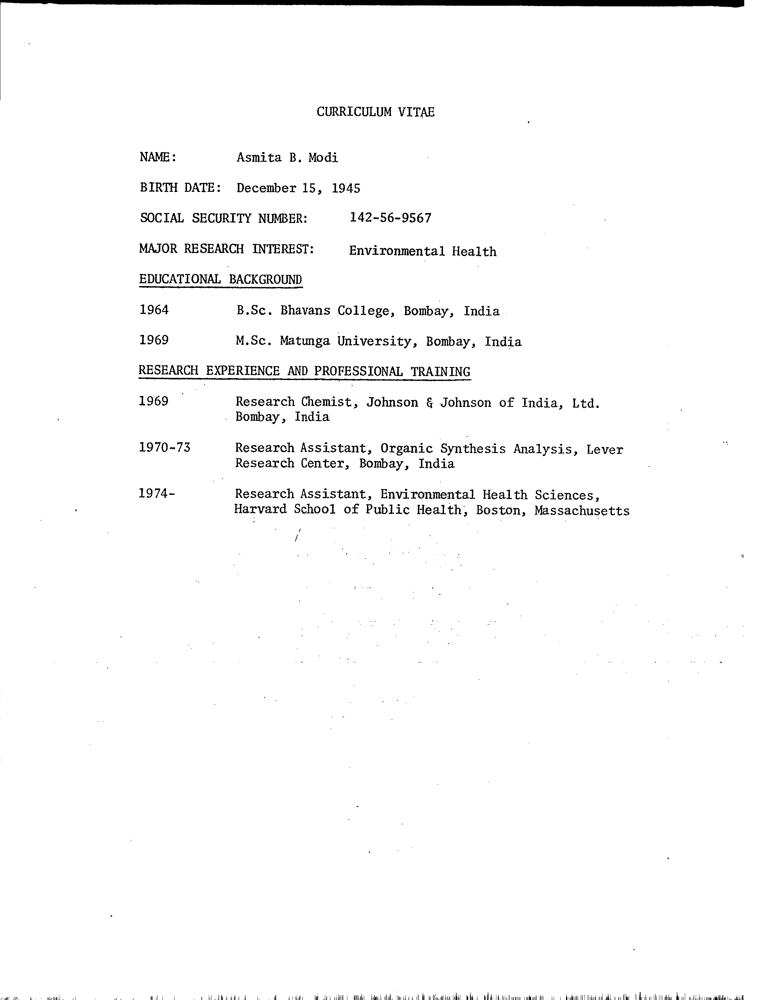 CURRICULUM VITAE
NAME: Asmita B. Modi
BIRTH DATE: December 15, 1945
SOCIAL SECURITY NUMBER: 142-56-9567
MAJOR RESEARCH INTEREST: Environmental Health
EDUCATIONAL BACKGROUND
1964 B.Sc. Bhavans College, Bombay, India
1969 M.Sc. Matunga University, Bombay, India
RESEARCH EXPERIENCE AND PROFESSIONAL TRAINING
1969 Research Chemist, Johnson & Johnson of India, Ltd.
Bombay, India
1970-73 Research Assistant, Organic Synthesis Analysis, Lever
Research Center, Bombay, India
1974- Research Assistant, Environmental Health Sciences,
Harvard School of Public Health, Boston, Massachusetts